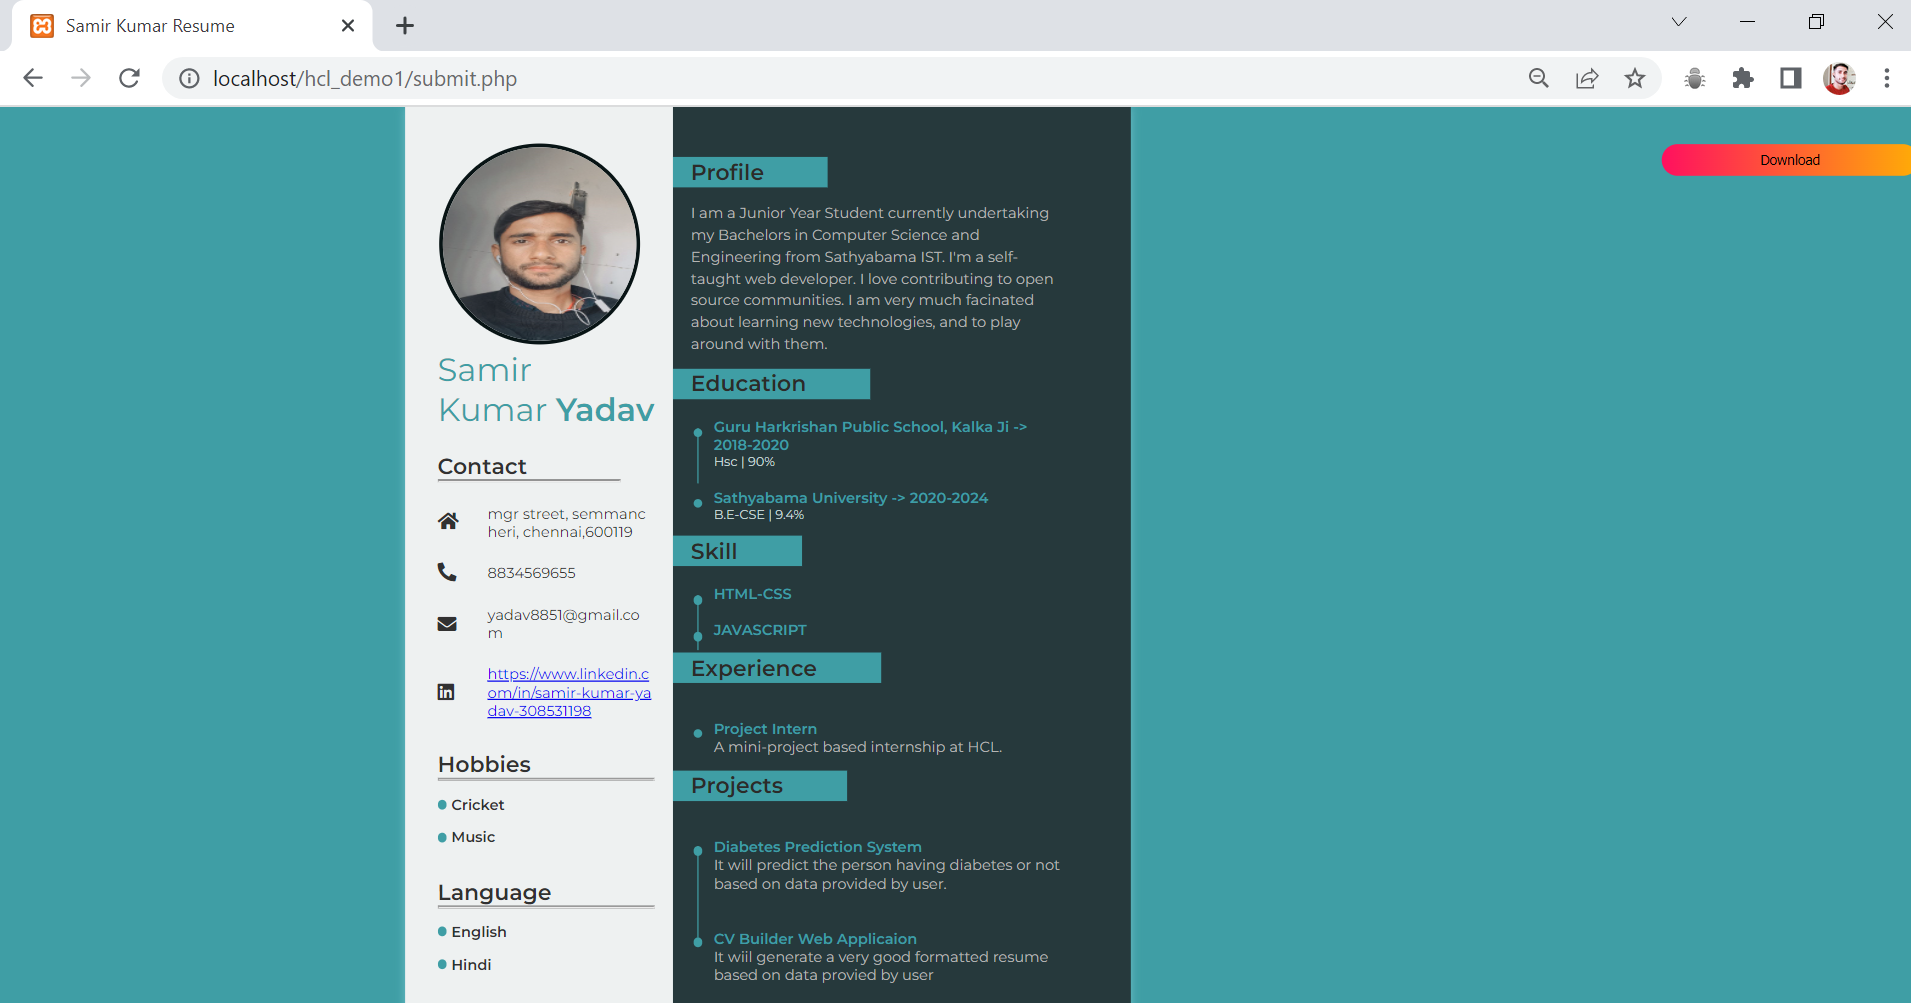 Samir Kumar Resume
localhost/hcl_demo1/submit.php
Download
Samir
Kumar Yadav
Contact
mgr street, semmanc
heri, chennai,600119
8834569655
yadav8851@gmail.co
m
https://www.linkedin.c
om/in/samir-kumar-ya
dav-308531198
Hobbies
Cricket
Music
Language
English
Hindi
Profile
I am a Junior Year Student currently undertaking
my Bachelors in Computer Science and
Engineering from Sathyabama IST. I'm a self-
taught web developer. I love contributing to open
source communities. I am very much facinated
about learning new technologies, and to play
around with them.
Education
Guru Harkrishan Public School, Kalka Ji ->
2018-2020
Hsc | 90%
Sathyabama University -> 2020-2024
B.E-CSE | 9.4%
Skill
HTML-CSS
JAVASCRIPT
Experience
Project Intern
A mini-project based internship at HCL.
Projects
Diabetes Prediction System
It will predict the person having diabetes or not
based on data provided by user.
CV Builder Web Applicaion
It will generate a very good formatted resume
based on data provied by user